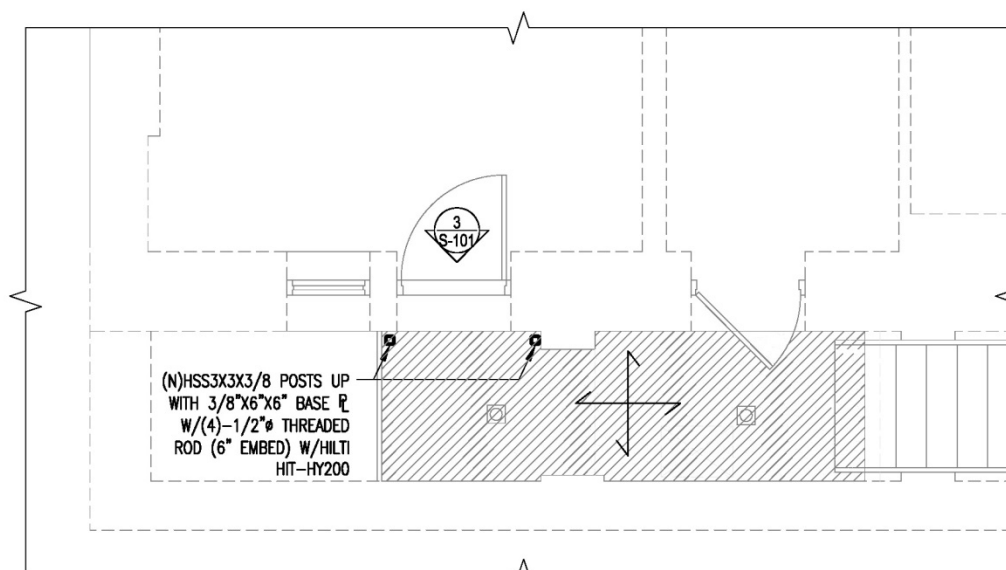 3
S-101
(N)HSS3X3X3/8 POSTS UP
WITH 3/8"X6"X6" BASE PL
W/(4)-1/2"ø THREADED
ROD (6" EMBED) W/HILTI
HIT-HY200